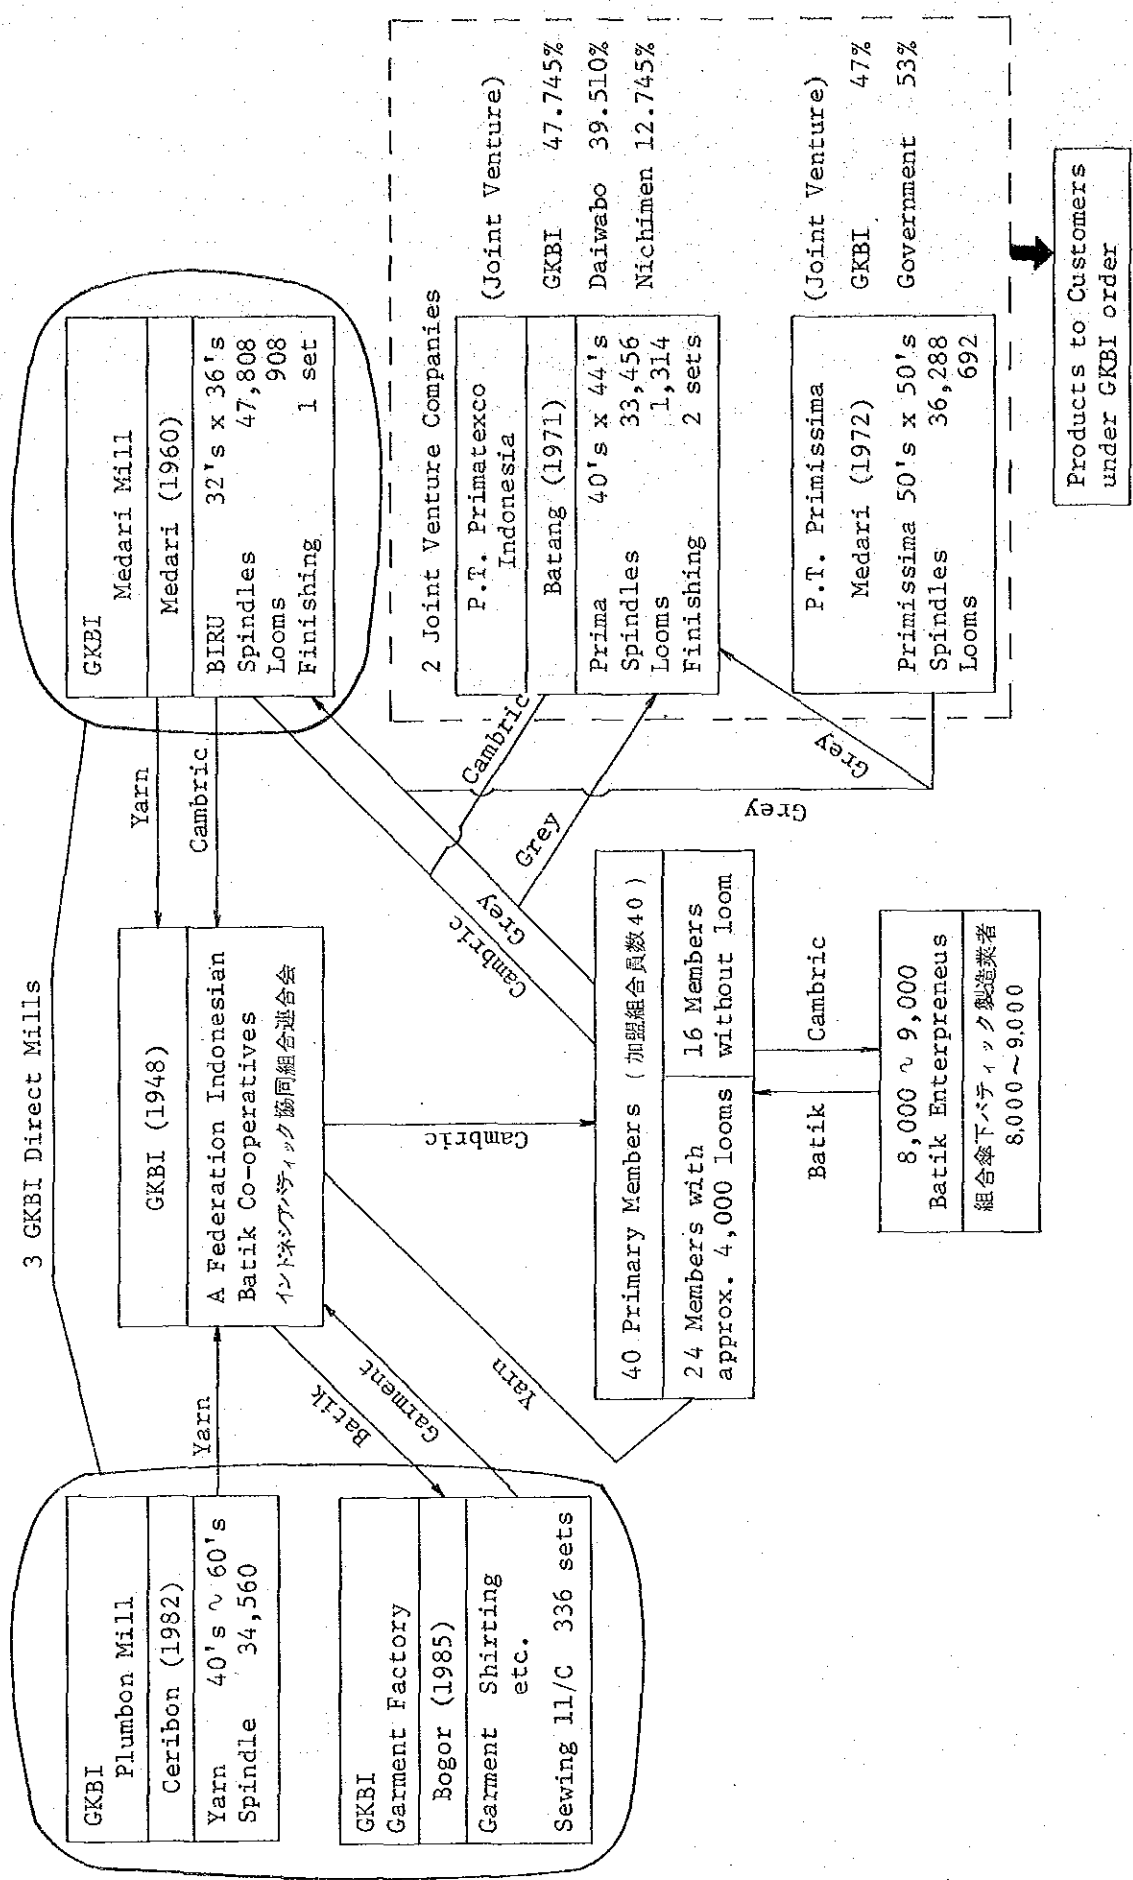 3 GKBI Direct Mills
GKBI
Plumbon Mill
Ceribon (1982)
Yarn 40's ~ 60's
Spindle 34,560
GKBI
Garment Factory
Bogor (1985)
Garment Shirting
etc.
Sewing 11/C 336 sets
Yarn
Batik
Garment
GKBI (1948)
A Federation Indonesian
Batik Co-operatives
インドネシアバティック協同組合連合会
Yarn
Cambric
GKBI
Medari Mill
Medari (1960)
BIRU 32's x 36's
Spindles 47,808
Looms 908
Finishing 1 set
Cambric
Yarn
Cambric
Grey
Cambric
Grey
Grey
Grey
40 Primary Members (加盟組合員数40)
24 Members with
approx. 4,000 looms
16 Members
without loom
Batik
Cambric
8,000 ~ 9,000
Batik Enterpreneus
組合傘下バティック製造業者
8,000~9,000
2 Joint Venture Companies
P.T. Primatexco
Indonesia
Batang (1971)
Prima 40's x 44's
Spindles 33,456
Looms 1,314
Finishing 2 sets
(Joint Venture)
GKBI 47.745%
Daiwabo 39.510%
Nichimen 12.745%
P.T. Primissima
Medari (1972)
Primissima 50's x 50's
Spindles 36,288
Looms 692
(Joint Venture)
GKBI 47%
Government 53%
Products to Customers
under GKBI order